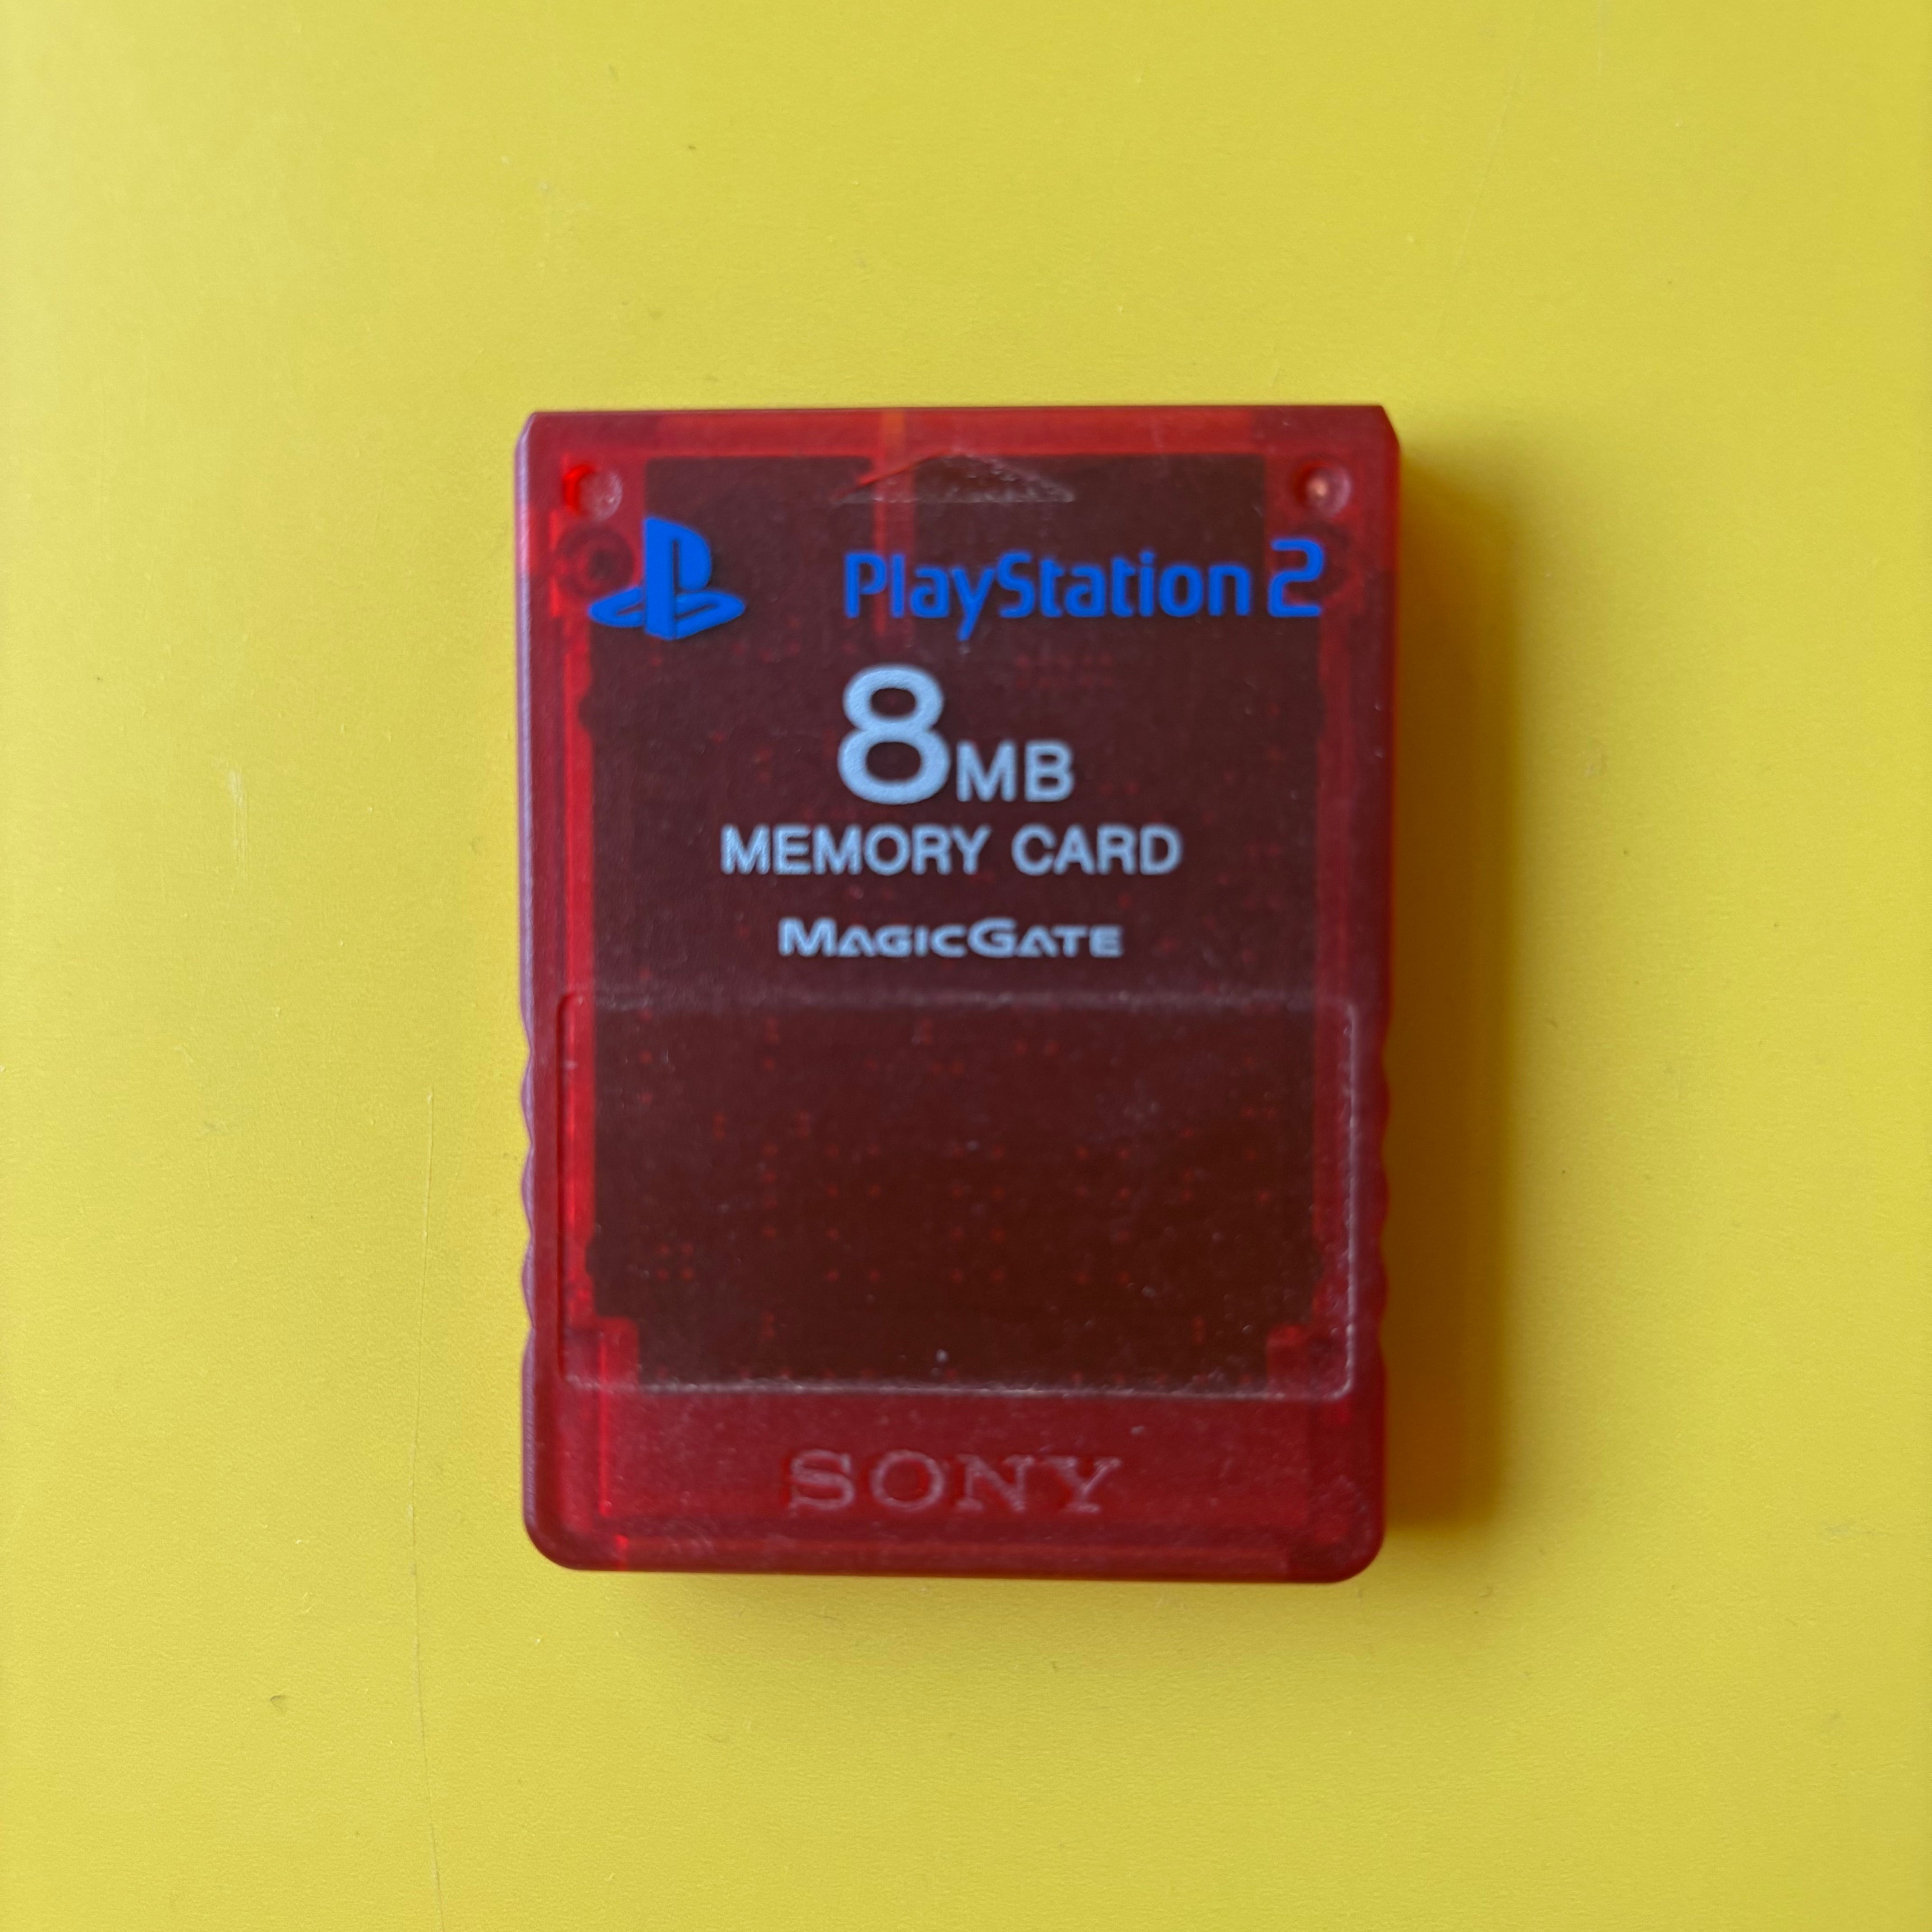 PlayStation 2
8MB
MEMORY CARD
MAGICGATE
SONY